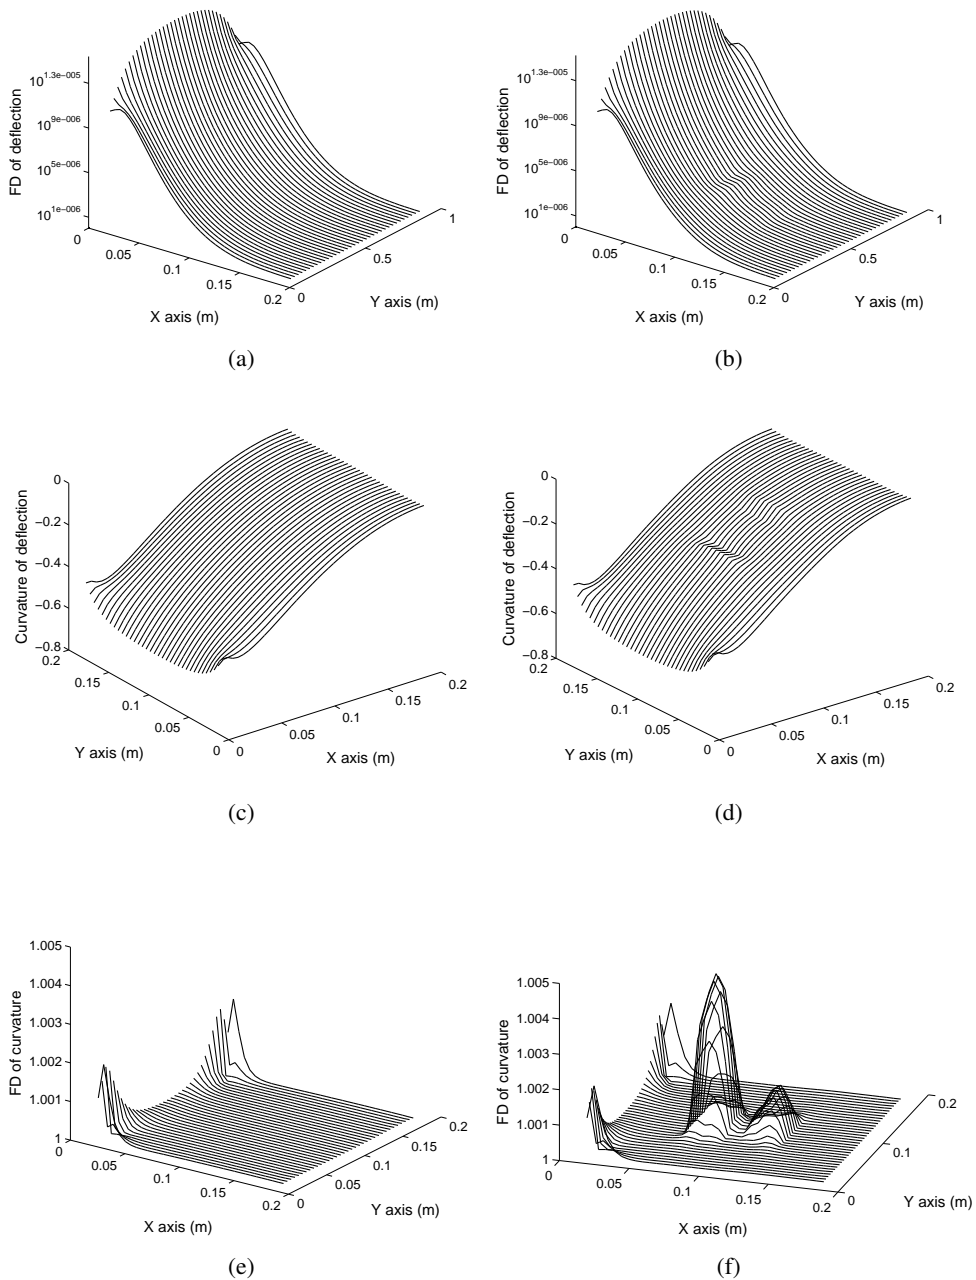 10^1.3e−005
10^9e−006
10^5e−006
10^1e−006
FD of deflection
0
0.05
0.1
0.15
0.2
0
0.5
1
X axis (m)
Y axis (m)
(a)
10^1.3e−005
10^9e−006
10^5e−006
10^1e−006
FD of deflection
0
0.05
0.1
0.15
0.2
0
0.5
1
X axis (m)
Y axis (m)
(b)
0
−0.2
−0.4
−0.6
−0.8
Curvature of deflection
0.2
0.15
0.1
0.05
0
0
0.05
0.1
0.15
0.2
Y axis (m)
X axis (m)
(c)
0
−0.2
−0.4
−0.6
−0.8
Curvature of deflection
0.2
0.15
0.1
0.05
0
0
0.05
0.1
0.15
0.2
Y axis (m)
X axis (m)
(d)
1.005
1.004
1.003
1.002
1.001
1
FD of curvature
0
0.05
0.1
0.15
0.2
0
0.05
0.1
0.15
0.2
X axis (m)
Y axis (m)
(e)
1.005
1.004
1.003
1.002
1.001
1
FD of curvature
0
0.05
0.1
0.15
0.2
0
0.1
0.2
X axis (m)
Y axis (m)
(f)